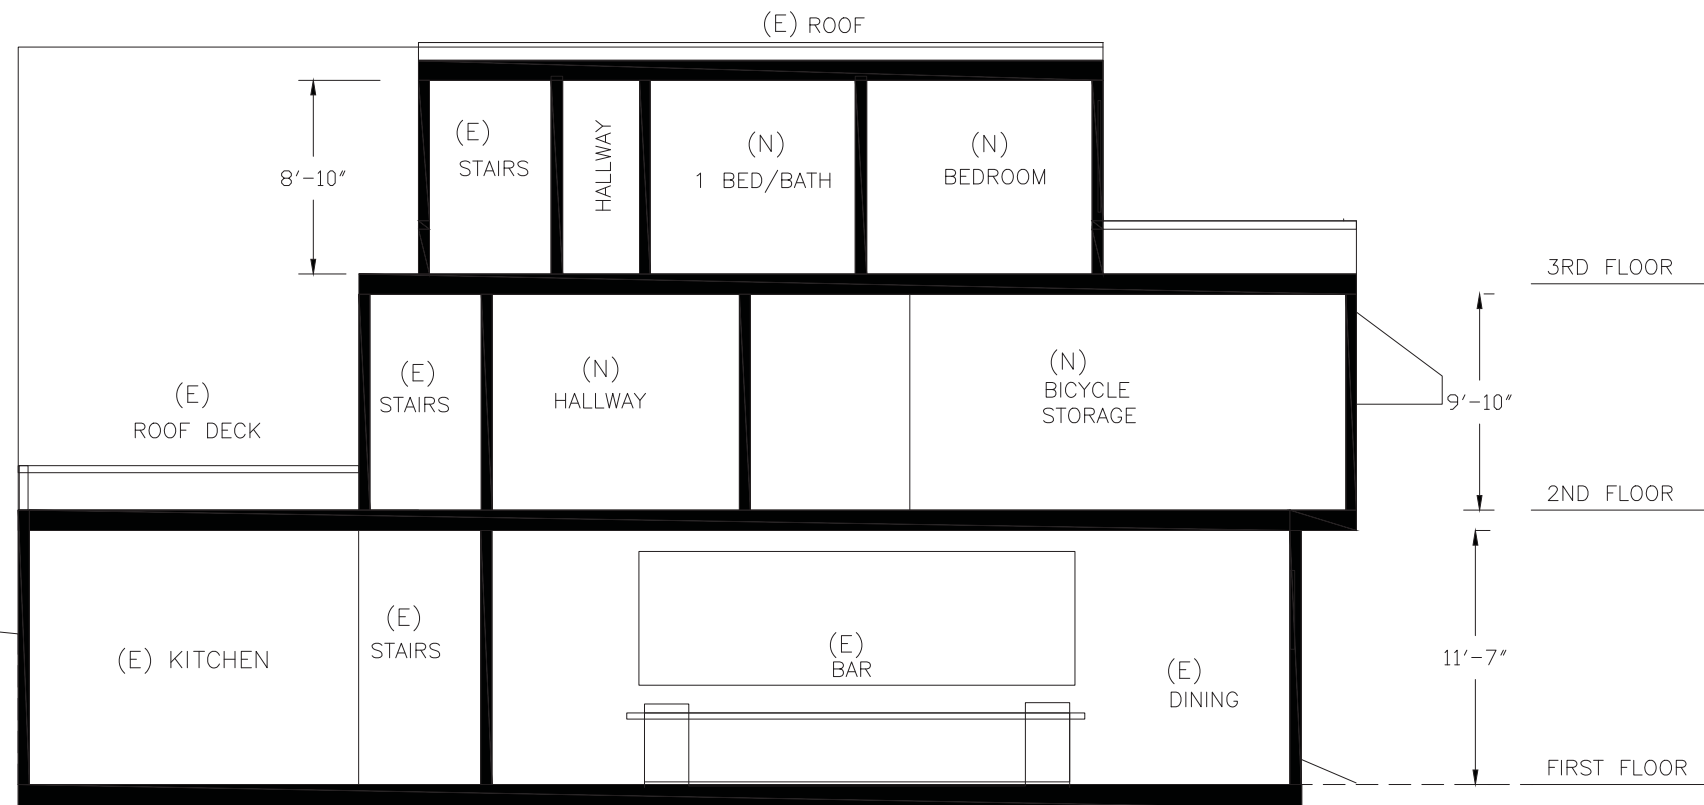 (E) ROOF
(E)
STAIRS
HALLWAY
(N)
1 BED/BATH
(N)
BEDROOM
8'-10"
3RD FLOOR
(E)
ROOF DECK
(E)
STAIRS
(N)
HALLWAY
(N)
BICYCLE
STORAGE
9'-10"
2ND FLOOR
(E) KITCHEN
(E)
STAIRS
(E)
BAR
(E)
DINING
11'-7"
FIRST FLOOR